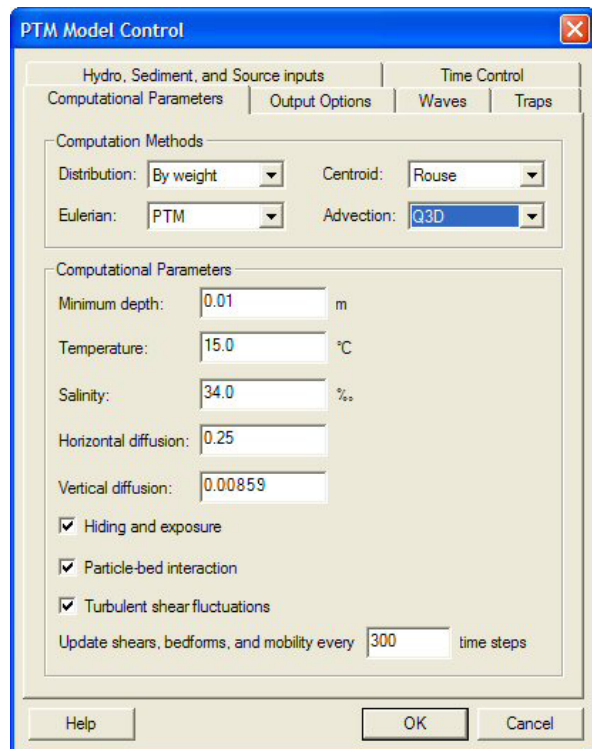 PTM Model Control
Hydro, Sediment, and Source inputs Time Control
Computational Parameters Output Options Waves Traps
Computation Methods
Distribution: By weight Centroid: Rouse
Eulerian: PTM Advection: Q3D
Computational Parameters
Minimum depth: 0.01 m
Temperature: 15.0 °C
Salinity: 34.0 ‰
Horizontal diffusion: 0.25
Vertical diffusion: 0.00859
Hiding and exposure
Particle-bed interaction
Turbulent shear fluctuations
Update shears, bedforms, and mobility every 300 time steps
Help OK Cancel